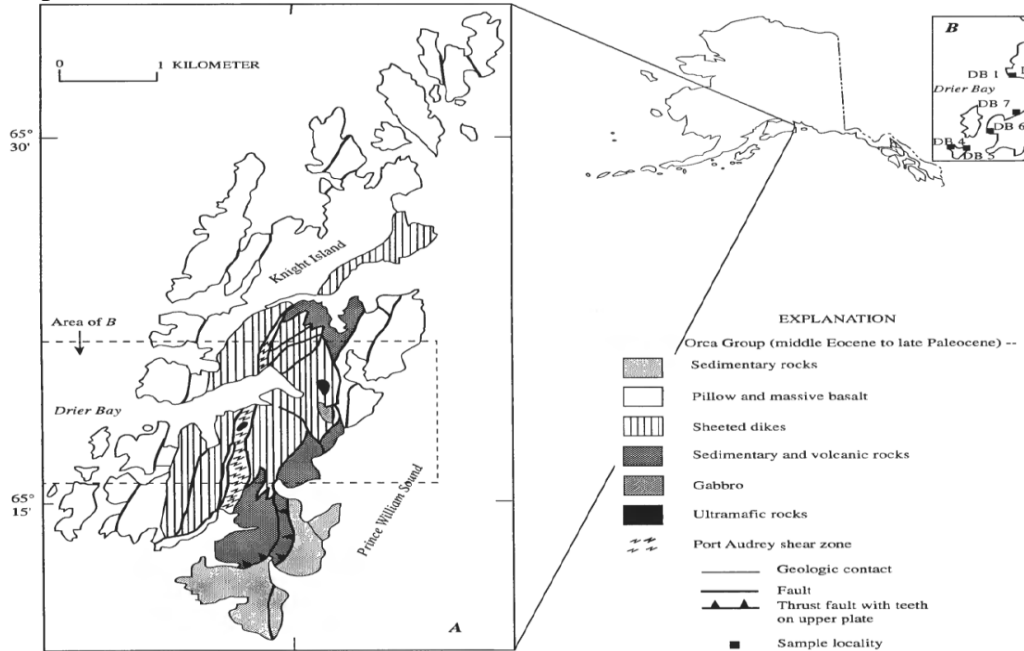 0 1 KILOMETER
65°
30'
Knight Island
Area of B
Drier Bay
65°
15'
Prince William Sound
A
B
DB 1
Drier Bay
DB 7
DB 6
DB 4
DB 5
EXPLANATION
Orca Group (middle Eocene to late Paleocene) --
Sedimentary rocks
Pillow and massive basalt
Sheeted dikes
Sedimentary and volcanic rocks
Gabbro
Ultramafic rocks
Port Audrey shear zone
Geologic contact
Fault
Thrust fault with teeth
on upper plate
Sample locality